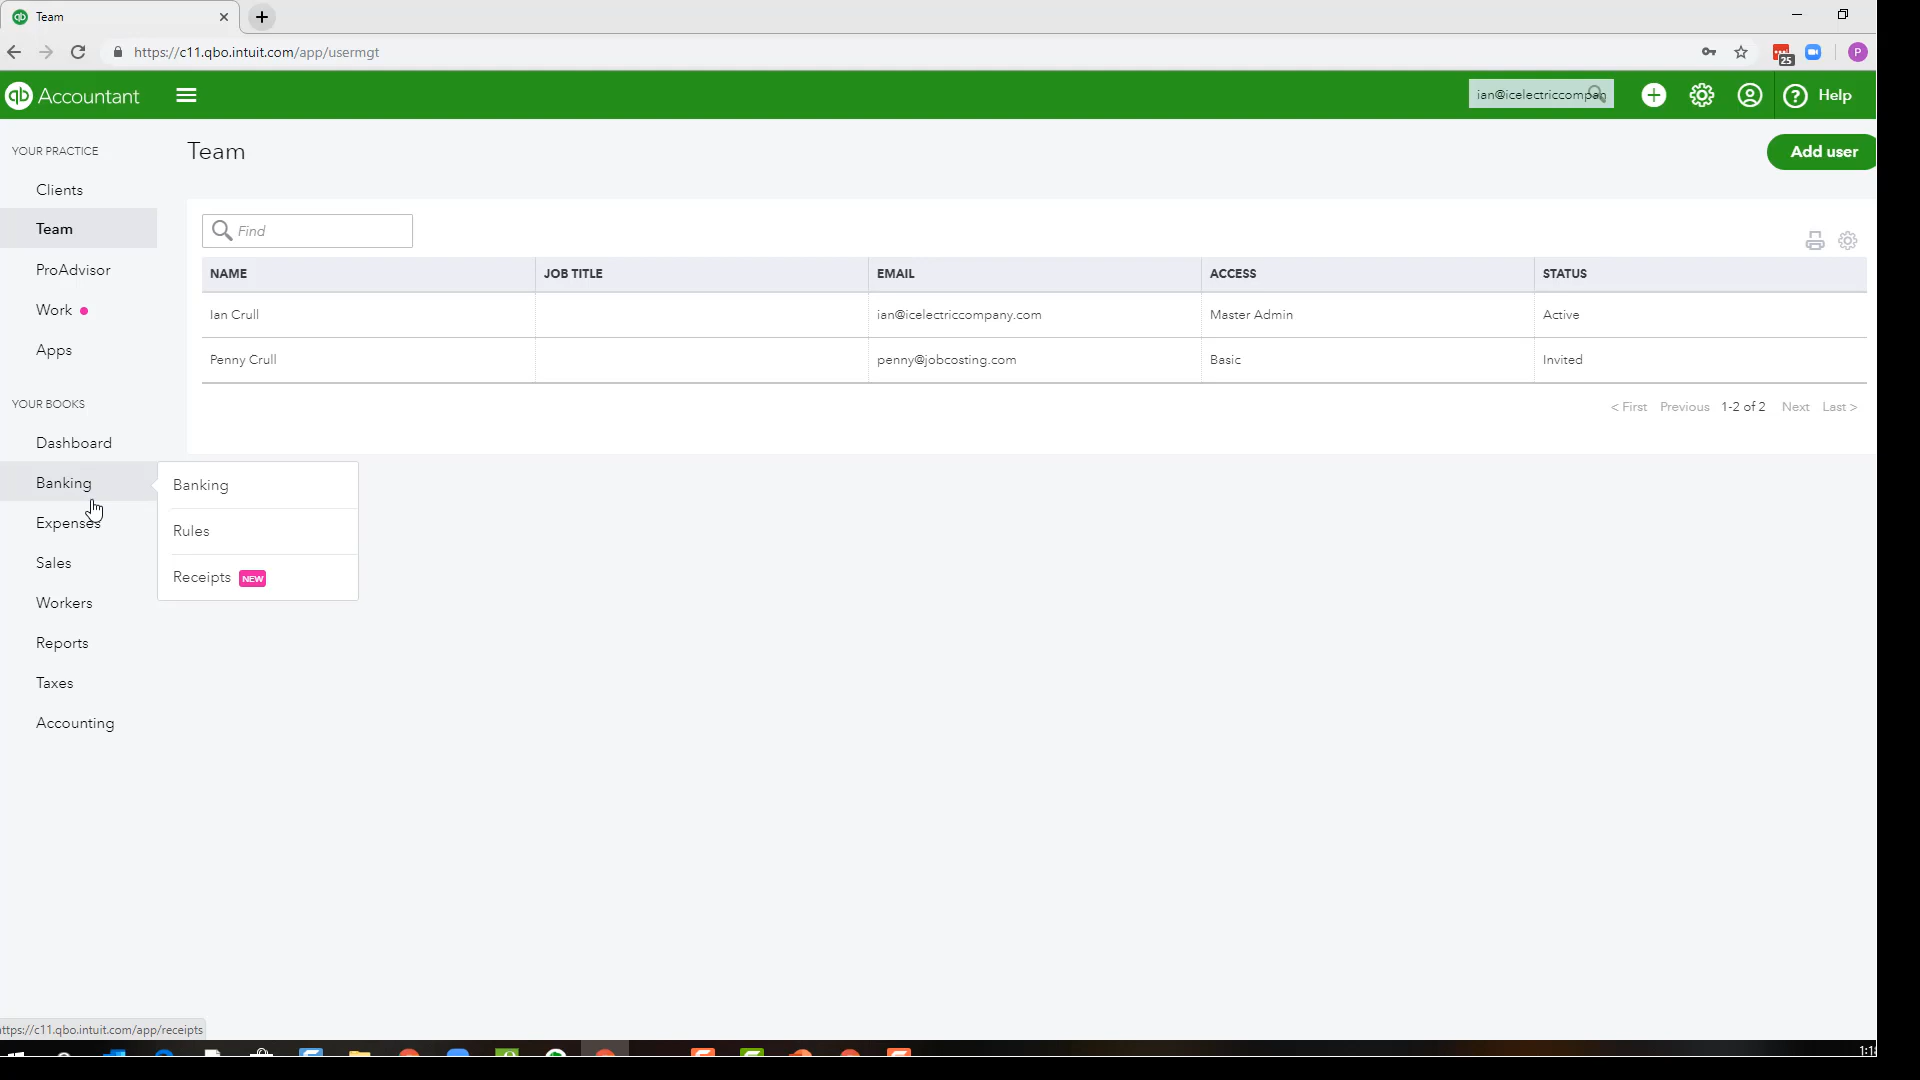 Team
https://c11.qbo.intuit.com/app/usermgt
25
P
qb Accountant
ian@icelectriccompan
Help
YOUR PRACTICE
Team
Add user
Clients
Team
ProAdvisor
Work
Apps
YOUR BOOKS
Dashboard
Banking
Expenses
Sales
Workers
Reports
Taxes
Accounting
Banking
Rules
Receipts NEW
Find
NAME JOB TITLE EMAIL ACCESS STATUS
Ian Crull ian@icelectriccompany.com Master Admin Active
Penny Crull penny@jobcosting.com Basic Invited
< First Previous 1-2 of 2 Next Last >
ttps://c11.qbo.intuit.com/app/receipts